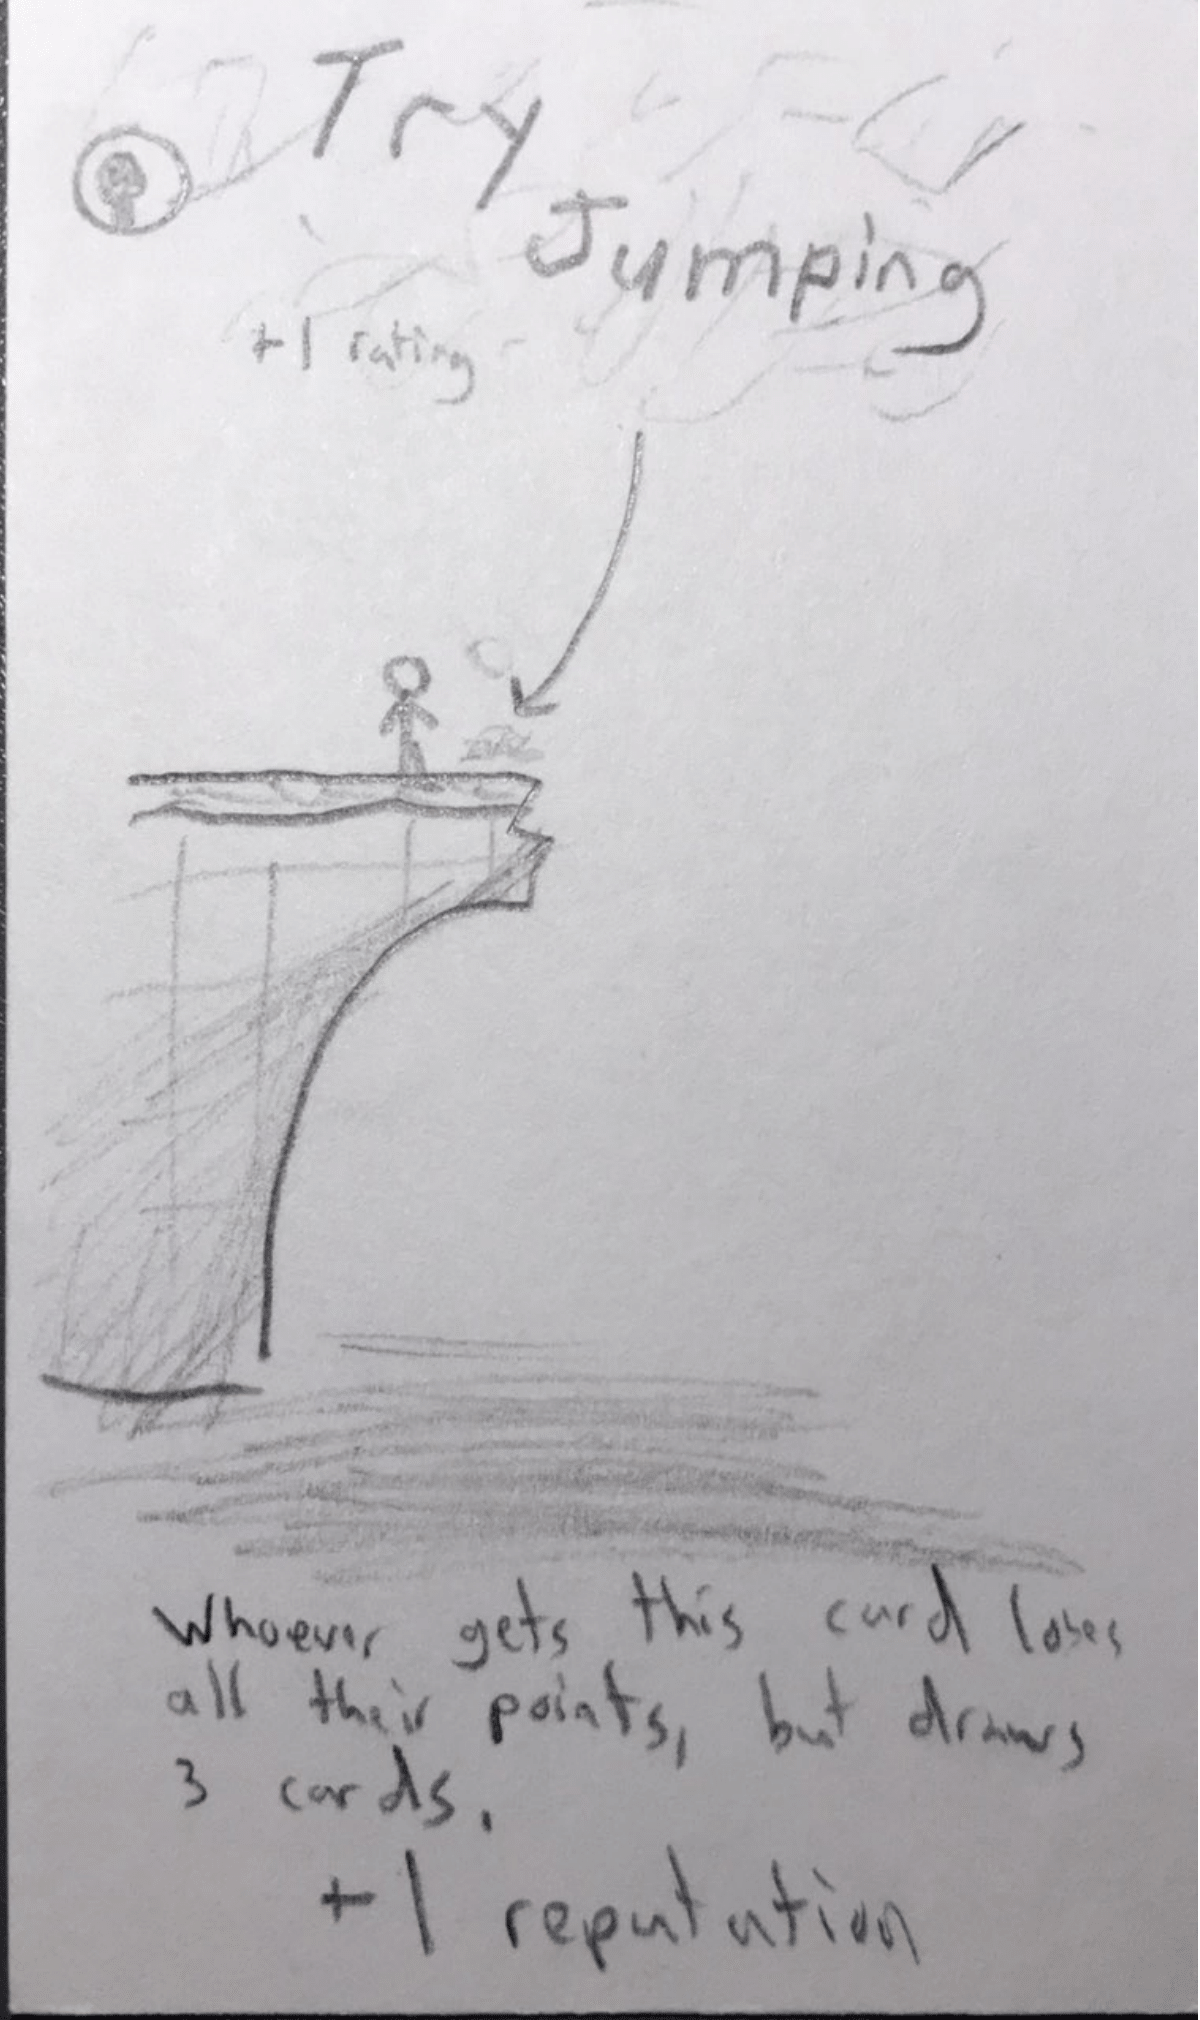 Try
Jumping
+1 rating
Whoever gets this card loses
all their points, but draws
3 cards.
+1 reputation